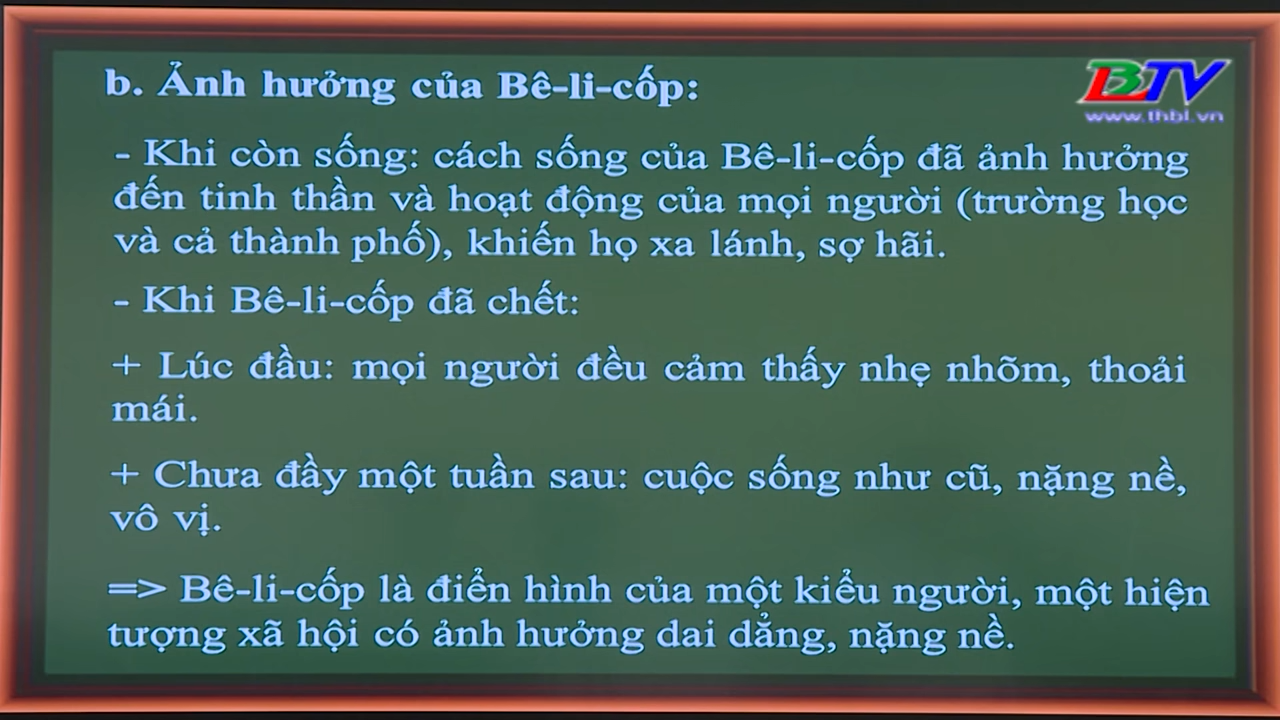 b. Ảnh hưởng của Bê-li-cốp:
BTV
www.thbl.vn
- Khi còn sống: cách sống của Bê-li-cốp đã ảnh hưởng
đến tinh thần và hoạt động của mọi người (trường học
và cả thành phố), khiến họ xa lánh, sợ hãi.
- Khi Bê-li-cốp đã chết:
+ Lúc đầu: mọi người đều cảm thấy nhẹ nhõm, thoải
mái.
+ Chưa đầy một tuần sau: cuộc sống như cũ, nặng nề,
vô vị.
=> Bê-li-cốp là điển hình của một kiểu người, một hiện
tượng xã hội có ảnh hưởng dai dẳng, nặng nề.